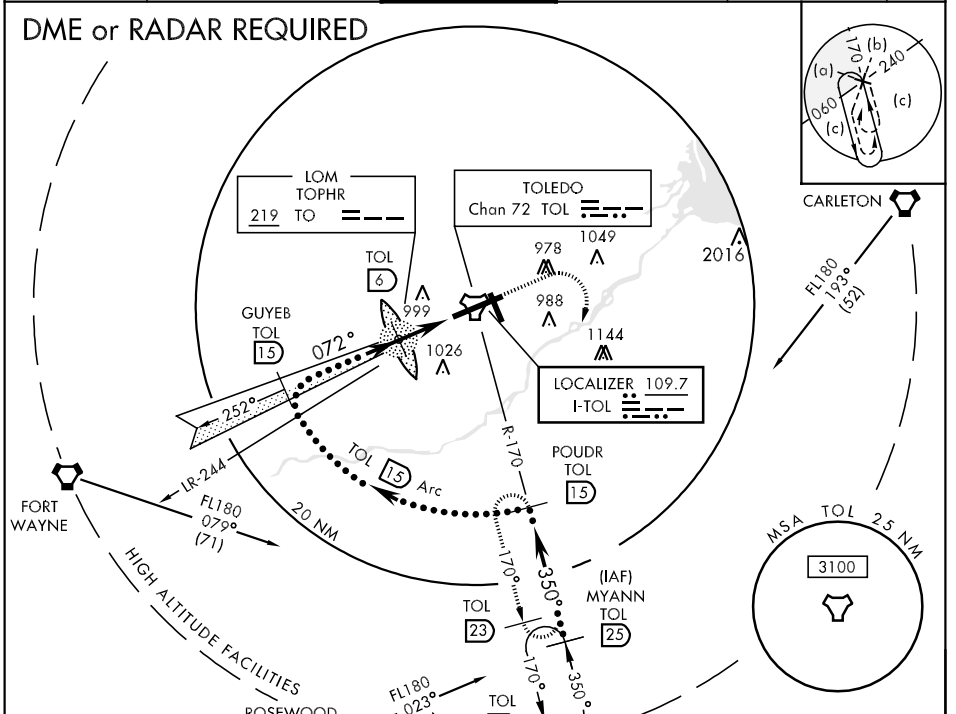 DME or RADAR REQUIRED
170
(b)
240
(a)
060
(c)
(c)
LOM
TOPHR
219 TO
TOLEDO
Chan 72 TOL
CARLETON
FL180
193°
(52)
978
1049
2016
TOL
6
999
988
1144
GUYEB
TOL
15
072°
1026
LOCALIZER 109.7
I-TOL
252°
LR-244
TOL 15 Arc
R-170
POUDR
TOL
15
FORT
WAYNE
FL180
079°
(71)
20 NM
HIGH ALTITUDE FACILITIES
170°
350°
(IAF)
MYANN
TOL
25
TOL
23
MSA TOL 25 NM
3100
170°
350°
FL180
023°
TOL
ROSEWOOD